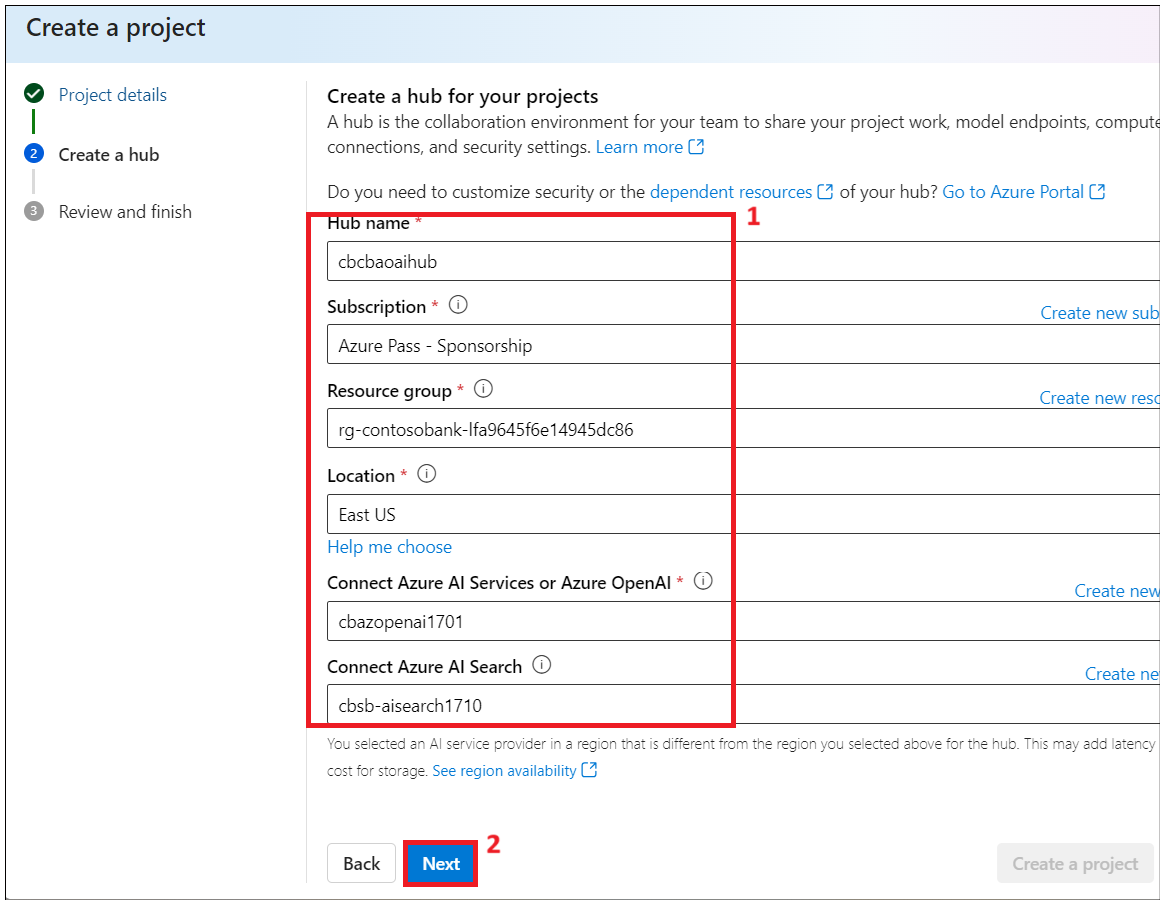 Create a project
Project details
2 Create a hub
3 Review and finish
Create a hub for your projects
A hub is the collaboration environment for your team to share your project work, model endpoints, compute
connections, and security settings. Learn more
Do you need to customize security or the dependent resources of your hub? Go to Azure Portal
1
Hub name *
cbcbaoaihub
Subscription *
Create new sub
Azure Pass - Sponsorship
Resource group *
Create new reso
rg-contosobank-lfa9645f6e14945dc86
Location *
East US
Help me choose
Connect Azure AI Services or Azure OpenAI *
Create new
cbazopenai1701
Connect Azure AI Search
Create ne
cbsb-aisearch1710
You selected an AI service provider in a region that is different from the region you selected above for the hub. This may add latency
cost for storage. See region availability
2
Back Next Create a project